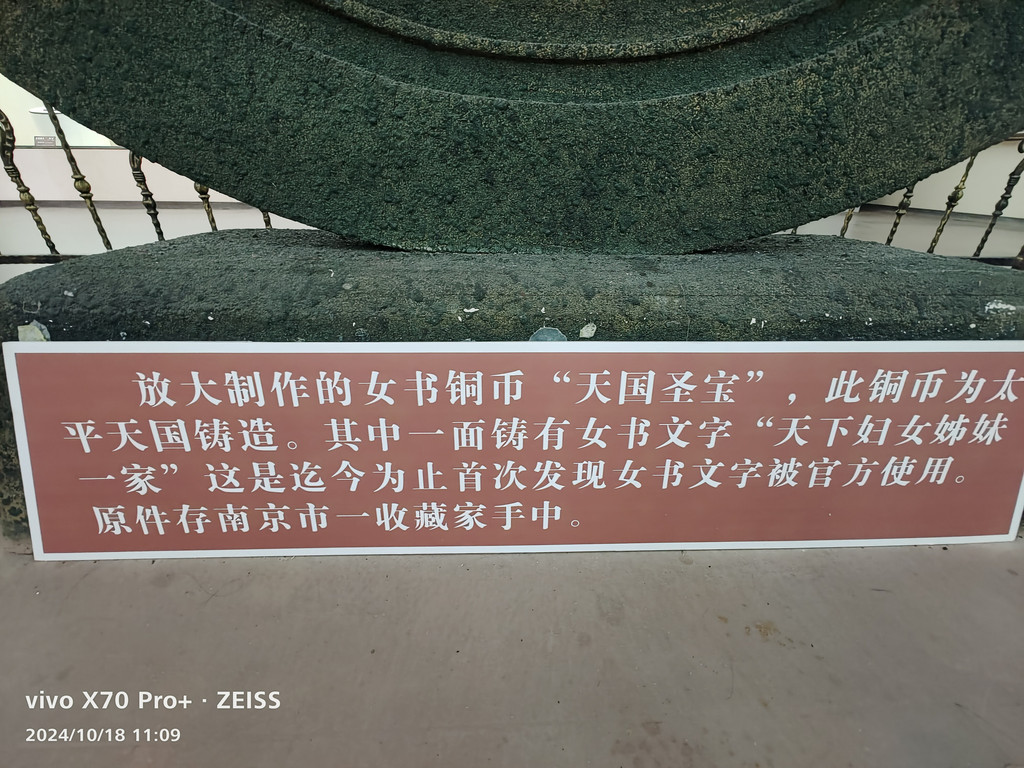 放大制作的女书铜币“天国圣宝”，此铜币为太
平天国铸造。其中一面铸有女书文字“天下妇女姊妹
一家”这是迄今为止首次发现女书文字被官方使用。
原件存南京市一收藏家手中。
vivo X70 Pro+ · ZEISS
2024/10/18 11:09